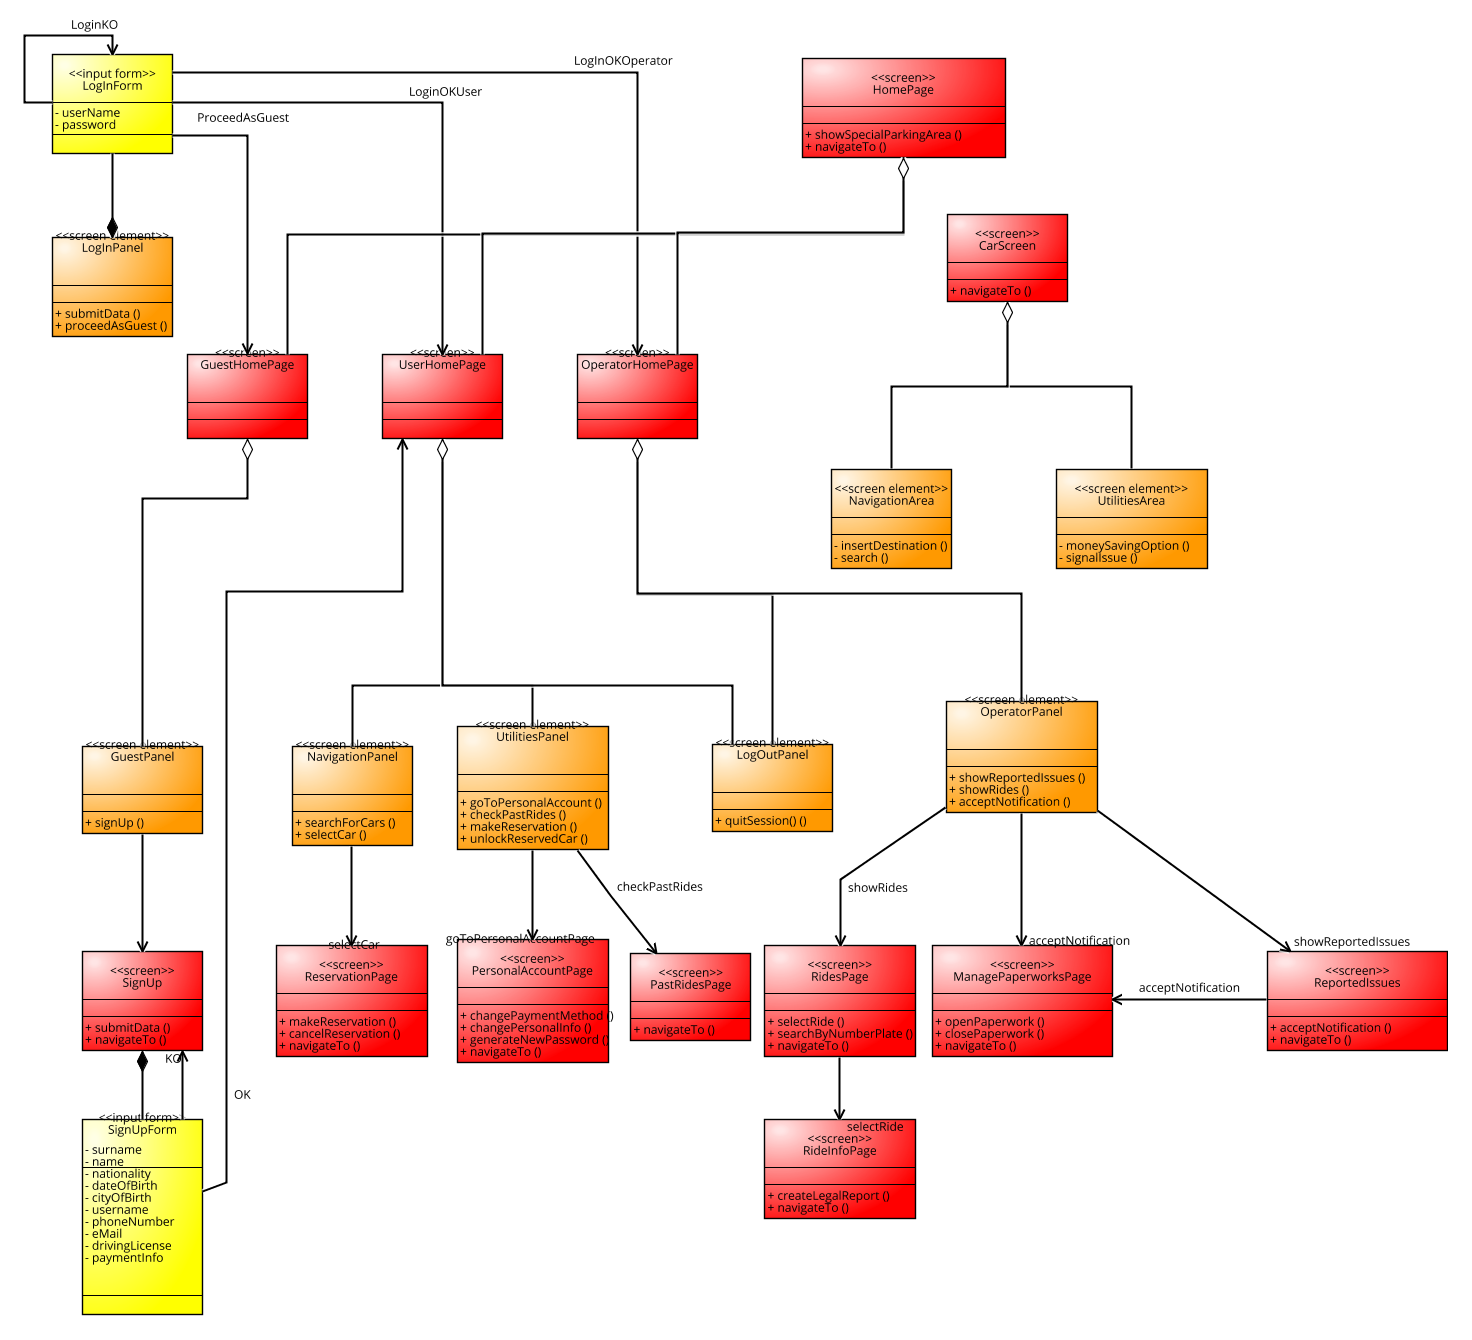 LoginKO
<<input form>>
LogInForm
- userName
- password
LogInOKOperator
LoginOKUser
ProceedAsGuest
<<screen>>
HomePage
+ showSpecialParkingArea ()
+ navigateTo ()
<<screen element>>
LogInPanel
+ submitData ()
+ proceedAsGuest ()
<<screen>>
CarScreen
+ navigateTo ()
<<screen>>
GuestHomePage
<<screen>>
UserHomePage
<<screen>>
OperatorHomePage
<<screen element>>
NavigationArea
- insertDestination ()
- search ()
<<screen element>>
UtilitiesArea
- moneySavingOption ()
- signalIssue ()
<<screen element>>
GuestPanel
+ signUp ()
<<screen element>>
NavigationPanel
+ searchForCars ()
+ selectCar ()
<<screen element>>
UtilitiesPanel
+ goToPersonalAccount ()
+ checkPastRides ()
+ makeReservation ()
+ unlockReservedCar ()
<<screen element>>
LogOutPanel
+ quitSession() ()
<<screen element>>
OperatorPanel
+ showReportedIssues ()
+ showRides ()
+ acceptNotification ()
checkPastRides
showRides
selectCar
goToPersonalAccountPage
acceptNotification
showReportedIssues
<<screen>>
SignUp
+ submitData ()
+ navigateTo ()
<<screen>>
ReservationPage
+ makeReservation ()
+ cancelReservation ()
+ navigateTo ()
<<screen>>
PersonalAccountPage
+ changePaymentMethod ()
+ changePersonalInfo ()
+ generateNewPassword ()
+ navigateTo ()
<<screen>>
PastRidesPage
+ navigateTo ()
<<screen>>
RidesPage
+ selectRide ()
+ searchByNumberPlate ()
+ navigateTo ()
<<screen>>
ManagePaperworksPage
+ openPaperwork ()
+ closePaperwork ()
+ navigateTo ()
acceptNotification
<<screen>>
ReportedIssues
+ acceptNotification ()
+ navigateTo ()
KO
OK
<<input form>>
SignUpForm
- surname
- name
- nationality
- dateOfBirth
- cityOfBirth
- username
- phoneNumber
- eMail
- drivingLicense
- paymentInfo
selectRide
<<screen>>
RideInfoPage
+ createLegalReport ()
+ navigateTo ()